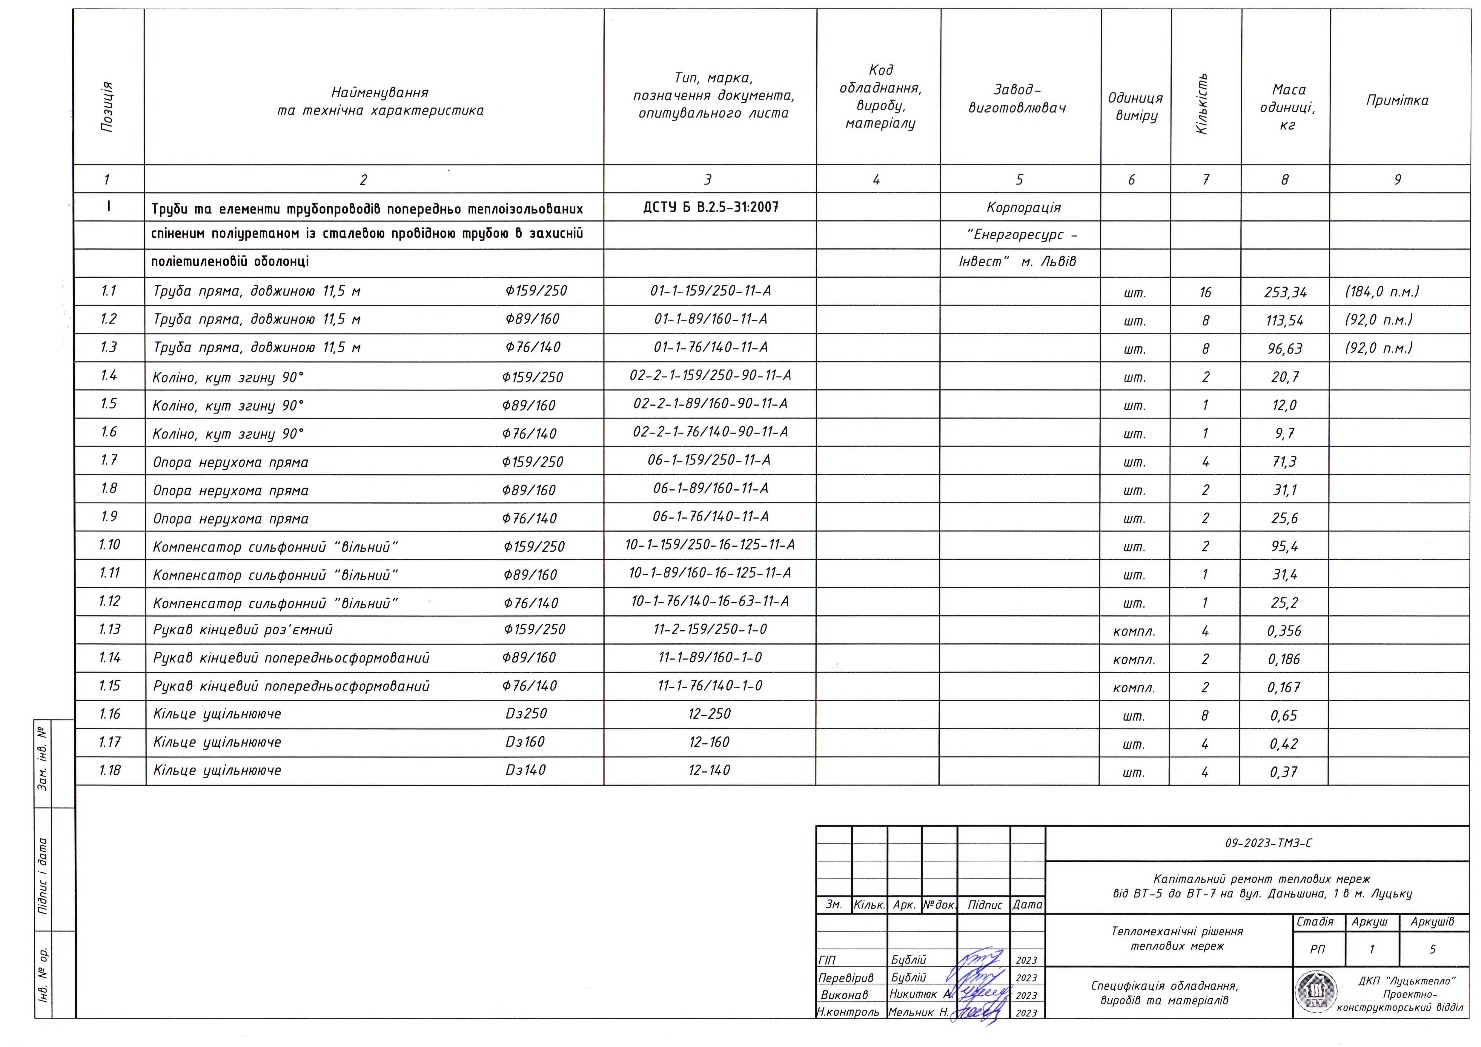 Позиція
Найменування
та технічна характеристика
Тип, марка,
позначення документа,
опитувального листа
Код
обладнання,
виробу,
матеріалу
Завод-
виготовлювач
Одиниця
виміру
Кількість
Маса
одиниці,
кг
Примітка
1 2 3 4 5 6 7 8 9
I Труби та елементи трубопроводів попередньо теплоізольованих ДСТУ Б В.2.5-31:2007 Корпорація
спіненим поліуретаном із сталевою провідною трубою в захисній "Енергоресурс -
поліетиленовій оболонці Інвест" м. Львів
1.1 Труба пряма, довжиною 11,5 м Ф159/250 01-1-159/250-11-А шт. 16 253,34 (184,0 п.м.)
1.2 Труба пряма, довжиною 11,5 м Ф89/160 01-1-89/160-11-А шт. 8 113,54 (92,0 п.м.)
1.3 Труба пряма, довжиною 11,5 м Ф76/140 01-1-76/140-11-А шт. 8 96,63 (92,0 п.м.)
1.4 Коліно, кут згину 90° Ф159/250 02-2-1-159/250-90-11-А шт. 2 20,7
1.5 Коліно, кут згину 90° Ф89/160 02-2-1-89/160-90-11-А шт. 1 12,0
1.6 Коліно, кут згину 90° Ф76/140 02-2-1-76/140-90-11-А шт. 1 9,7
1.7 Опора нерухома пряма Ф159/250 06-1-159/250-11-А шт. 4 71,3
1.8 Опора нерухома пряма Ф89/160 06-1-89/160-11-А шт. 2 31,1
1.9 Опора нерухома пряма Ф76/140 06-1-76/140-11-А шт. 2 25,6
1.10 Компенсатор сильфонний "вільний" Ф159/250 10-1-159/250-16-125-11-А шт. 2 95,4
1.11 Компенсатор сильфонний "вільний" Ф89/160 10-1-89/160-16-125-11-А шт. 1 31,4
1.12 Компенсатор сильфонний "вільний" Ф76/140 10-1-76/140-16-63-11-А шт. 1 25,2
1.13 Рукав кінцевий роз'ємний Ф159/250 11-2-159/250-1-0 компл. 4 0,356
1.14 Рукав кінцевий попередньосформований Ф89/160 11-1-89/160-1-0 компл. 2 0,186
1.15 Рукав кінцевий попередньосформований Ф76/140 11-1-76/140-1-0 компл. 2 0,167
1.16 Кільце ущільнююче Dз250 12-250 шт. 8 0,65
1.17 Кільце ущільнююче Dз160 12-160 шт. 4 0,42
1.18 Кільце ущільнююче Dз140 12-140 шт. 4 0,37
Зам. інв. №
Підпис і дата
Інв. № ор.
09-2023-ТМЗ-С
Капітальний ремонт теплових мереж
від ВТ-5 до ВТ-7 на вул. Даньшина, 1 в м. Луцьку
Зм. Кільк. Арк. №док. Підпис Дата
Тепломеханічні рішення
теплових мереж
Стадія Аркуш Аркушів
РП 1 5
ГІП Бублій 2023
Перевірив Бублій 2023
Виконав Никитюк А. 2023
Н.контроль Мельник Н. 2023
Специфікація обладнання,
виробів та матеріалів
ДКП "Луцьктепло"
Проектно-
конструкторський відділ